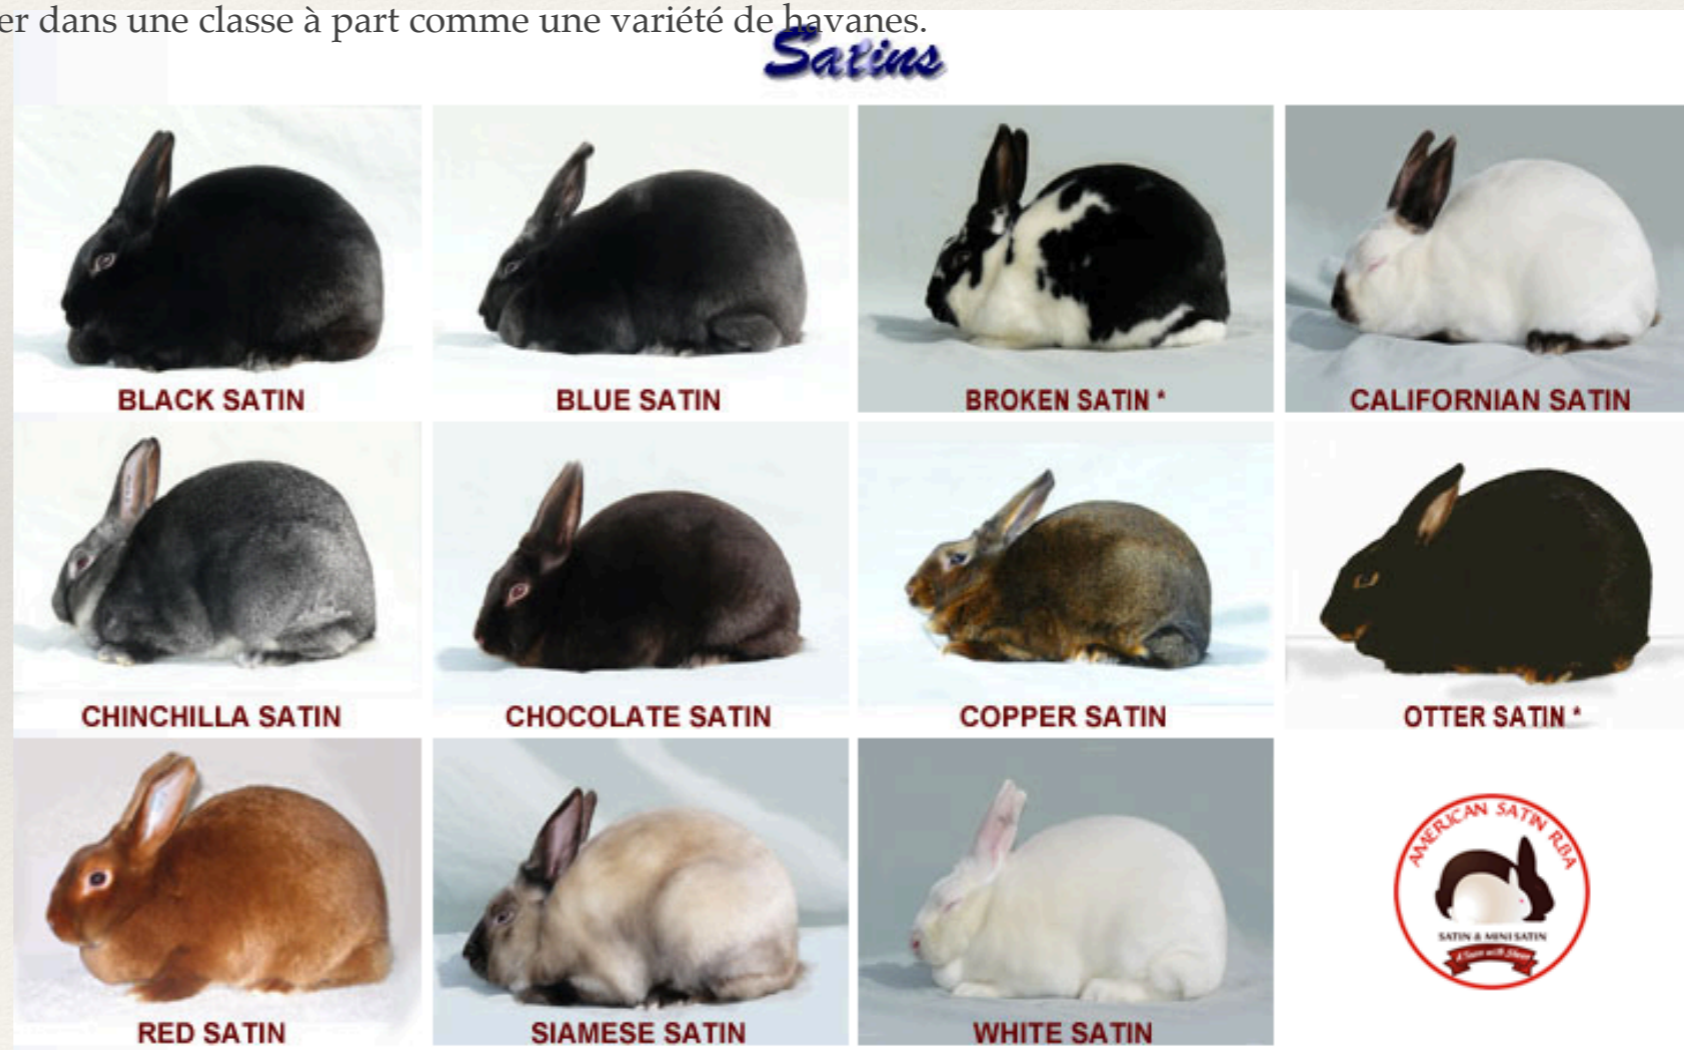 er dans une classe à part comme une variété de havanes.
Satins
BLACK SATIN
BLUE SATIN
BROKEN SATIN *
CALIFORNIAN SATIN
CHINCHILLA SATIN
CHOCOLATE SATIN
COPPER SATIN
OTTER SATIN *
RED SATIN
SIAMESE SATIN
WHITE SATIN
AMERICAN SATIN RBA
SATIN & MINI SATIN